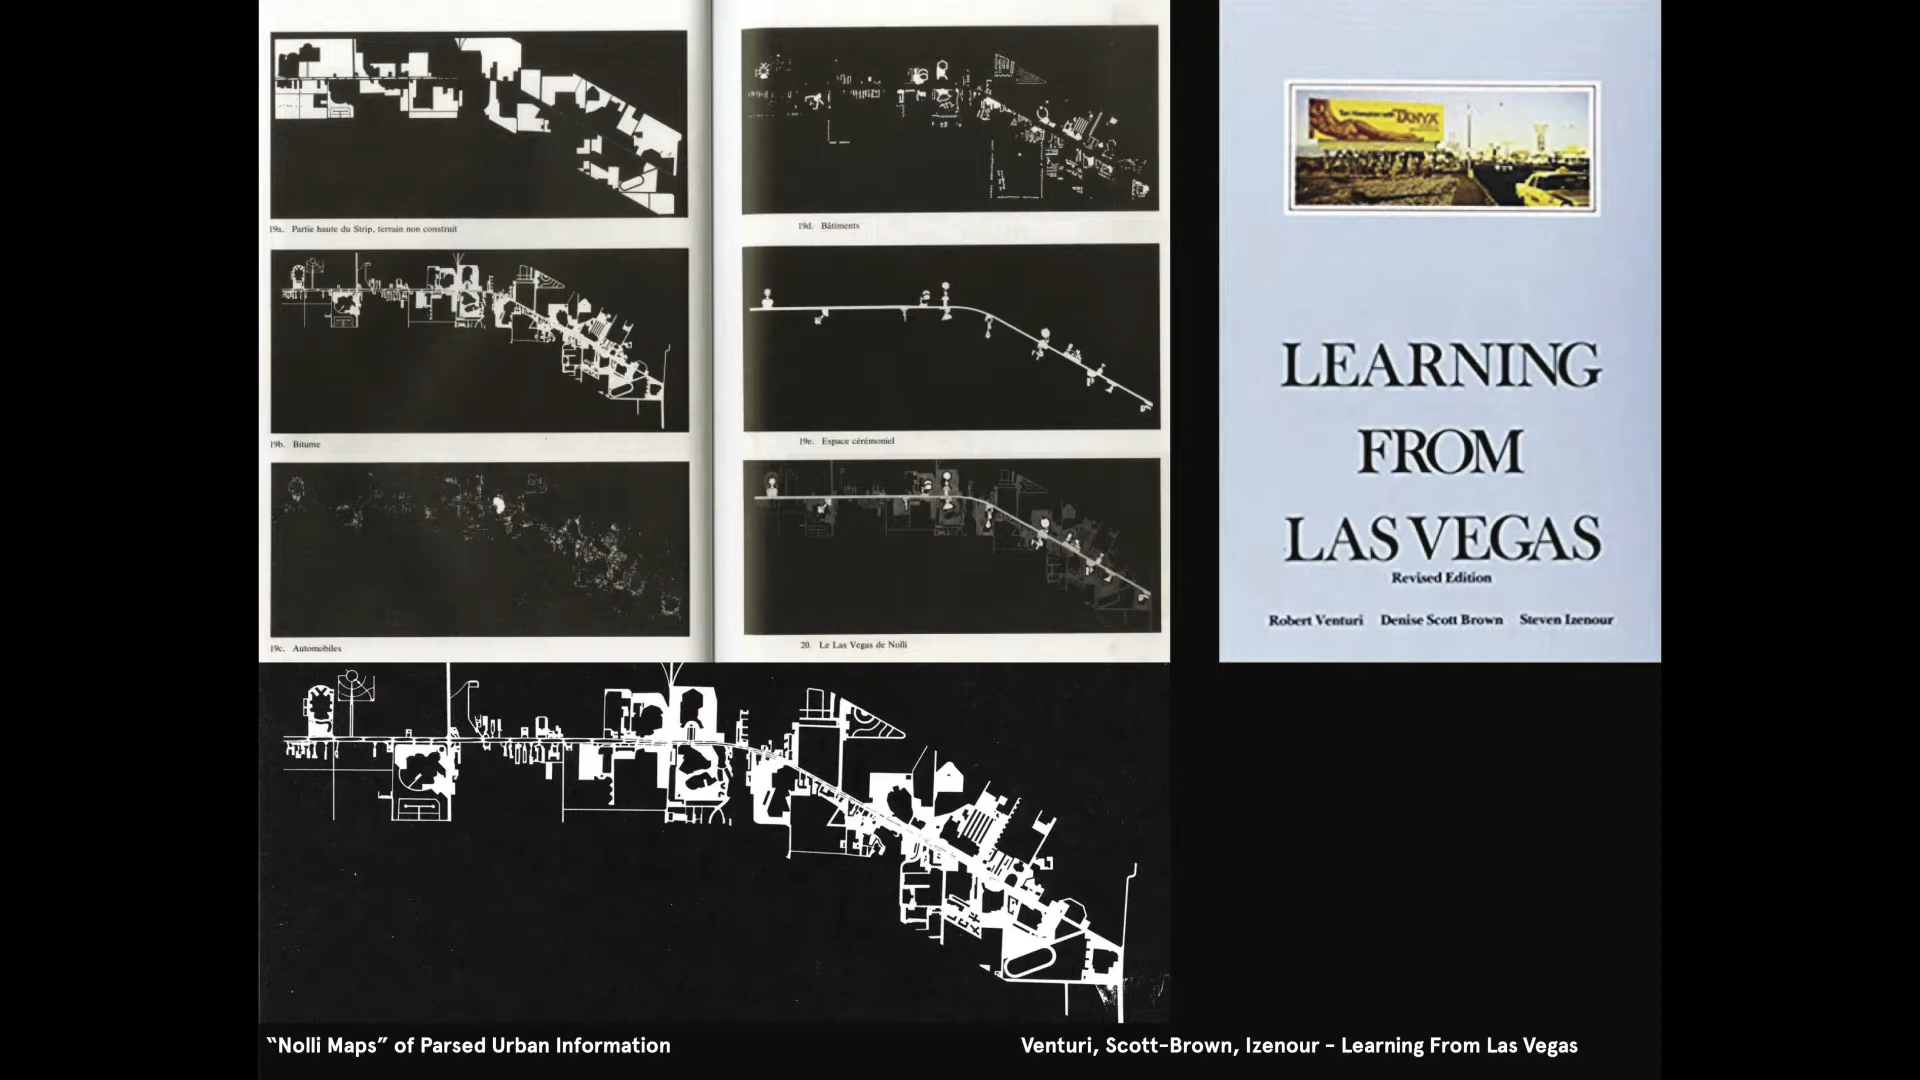 19a. Partie haute du Strip, terrain non construit
19b. Bitume
19c. Automobiles
19d. Bâtiments
19e. Espace cérémoniel
20. Le Las Vegas de Nolli
TANYA
LEARNING
FROM
LAS VEGAS
Revised Edition
Robert Venturi Denise Scott Brown Steven Izenour
“Nolli Maps” of Parsed Urban Information
Venturi, Scott-Brown, Izenour - Learning From Las Vegas